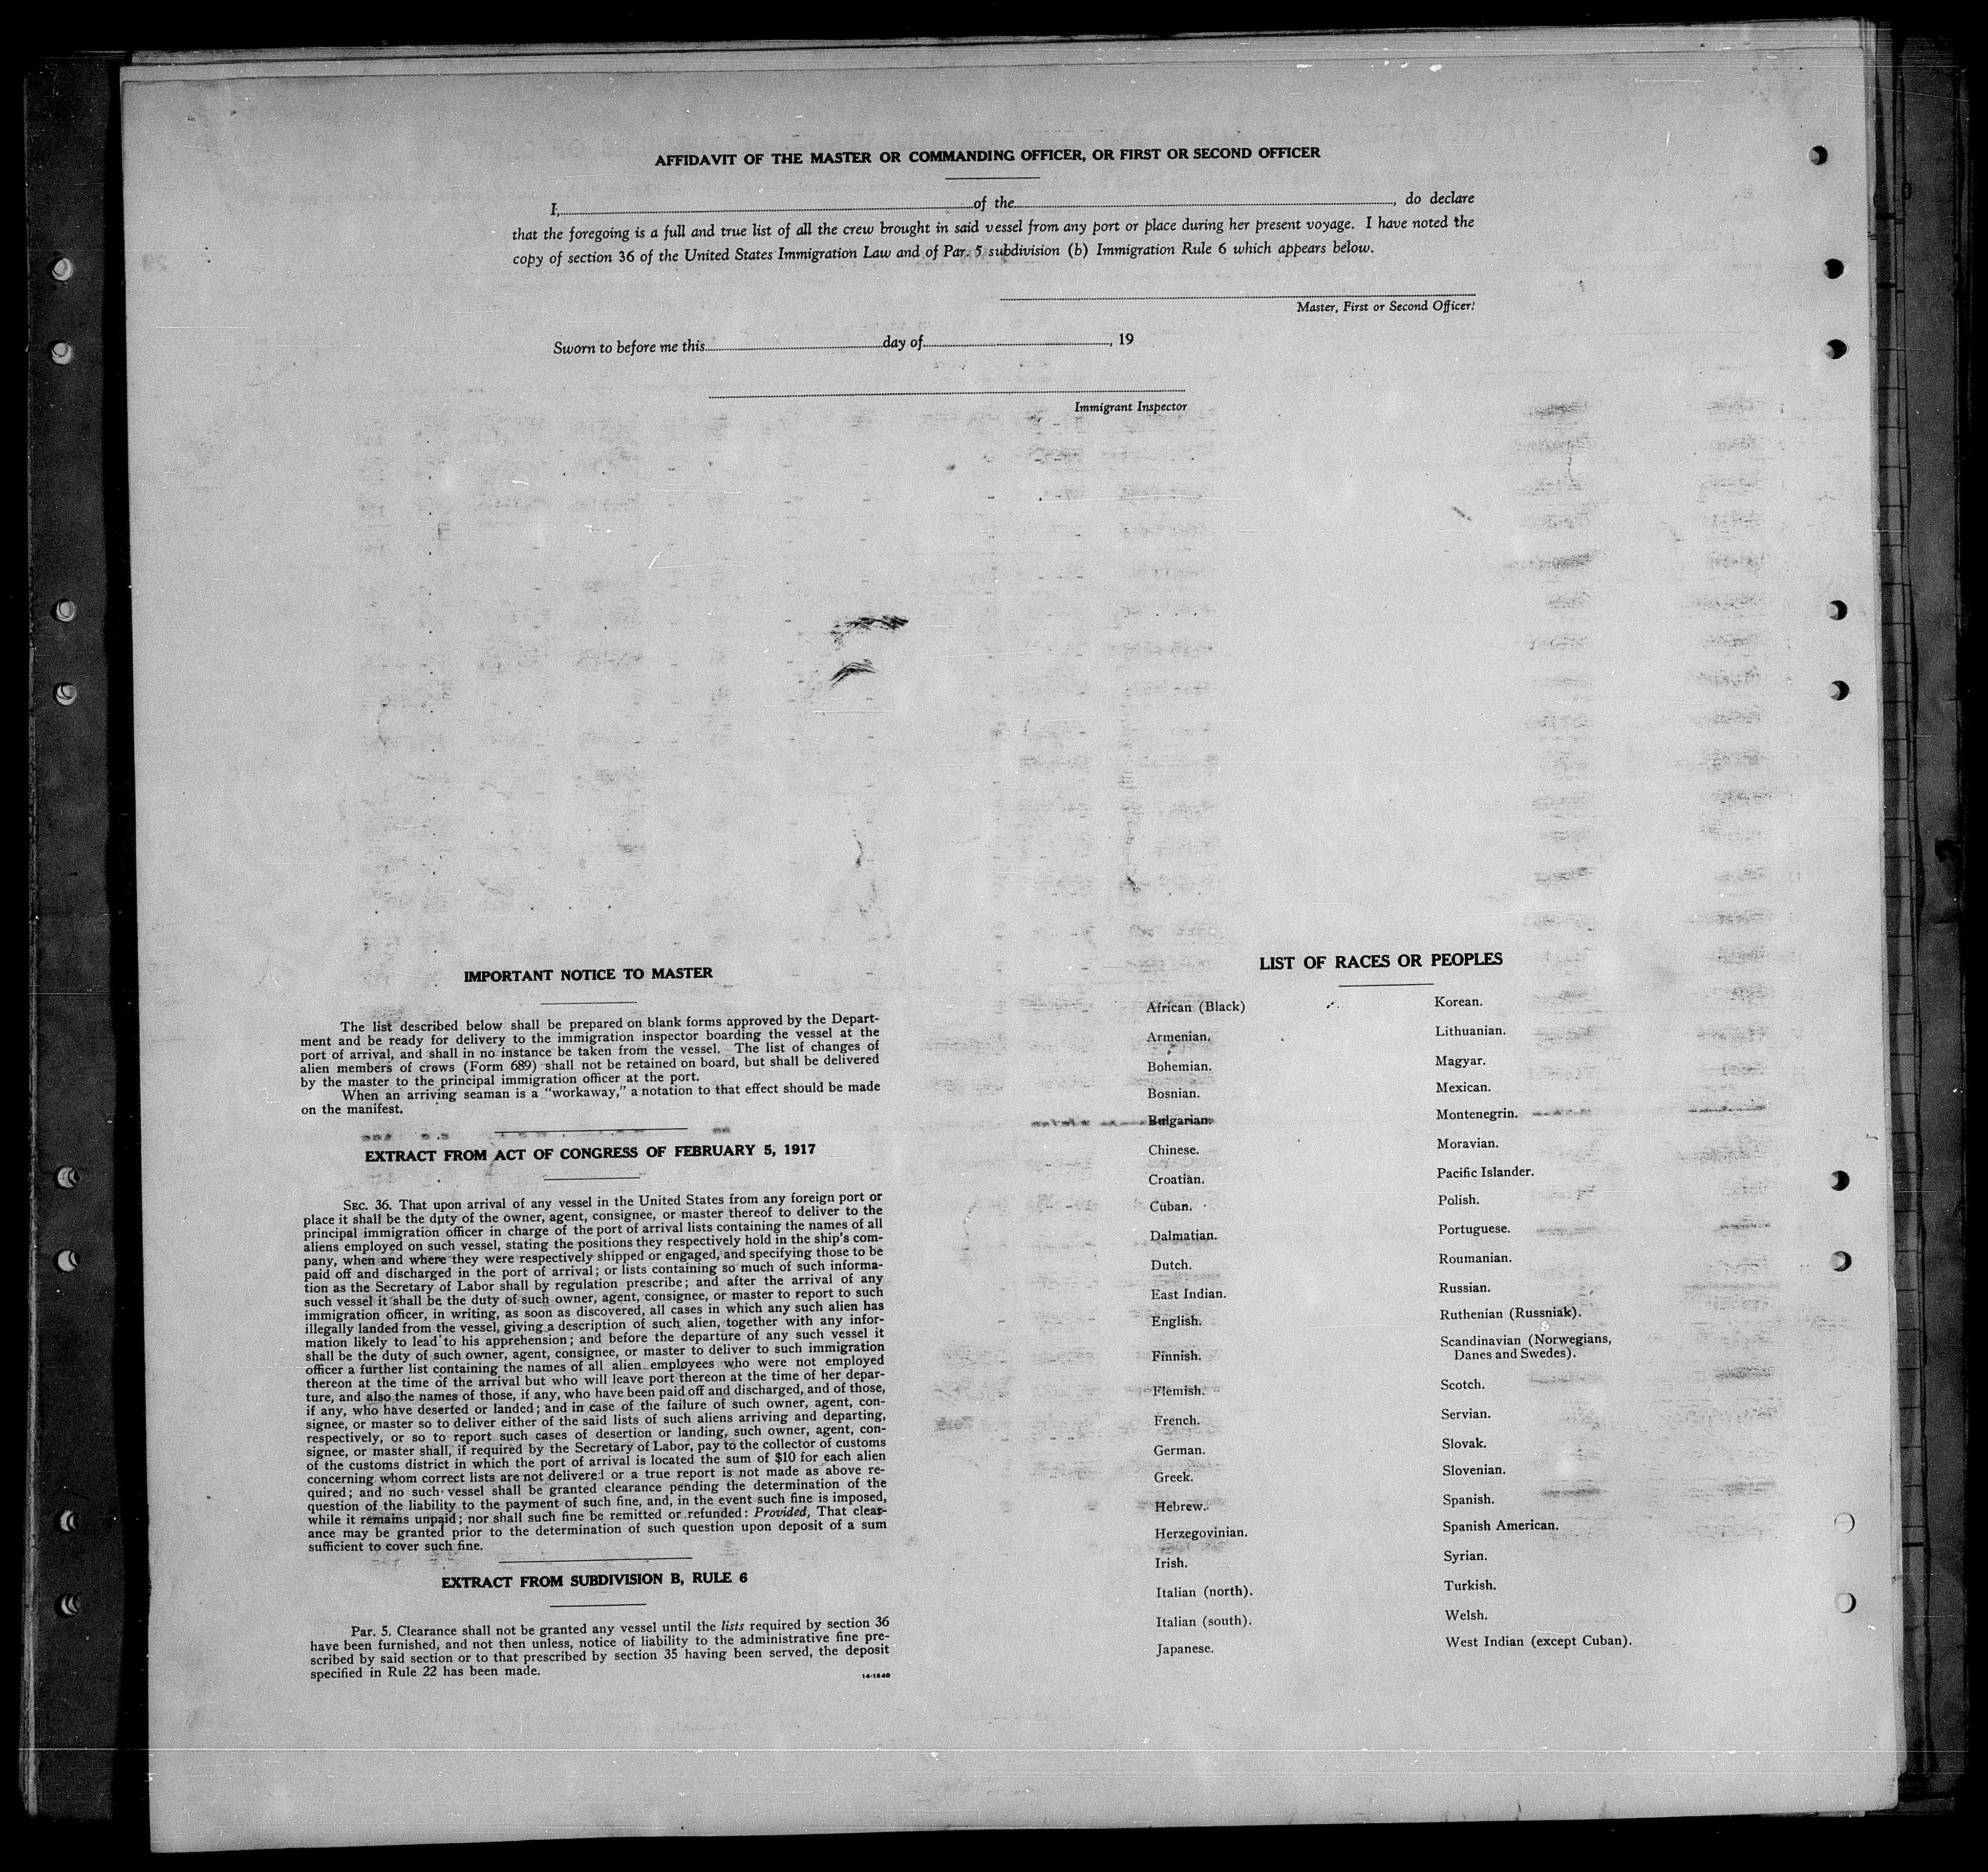 AFFIDAVIT OF THE MASTER OR COMMANDING OFFICER, OR FIRST OR SECOND OFFICER
I, of the , do declare
that the foregoing is a full and true list of all the crew brought in said vessel from any port or place during her present voyage. I have noted the
copy of section 36 of the United States Immigration Law and of Par. 5 subdivision (b) Immigration Rule 6 which appears below.
Master, First or Second Officer.
Sworn to before me this day of , 19
Immigrant Inspector
IMPORTANT NOTICE TO MASTER
The list described below shall be prepared on blank forms approved by the Depart-
ment and be ready for delivery to the immigration inspector boarding the vessel at the
port of arrival, and shall in no instance be taken from the vessel. The list of changes of
alien members of crews (Form 689) shall not be retained on board, but shall be delivered
by the master to the principal immigration officer at the port.
When an arriving seaman is a "workaway," a notation to that effect should be made
on the manifest.
EXTRACT FROM ACT OF CONGRESS OF FEBRUARY 5, 1917
SEC. 36. That upon arrival of any vessel in the United States from any foreign port or
place it shall be the duty of the owner, agent, consignee, or master thereof to deliver to the
principal immigration officer in charge of the port of arrival lists containing the names of all
aliens employed on such vessel, stating the positions they respectively hold in the ship's com-
pany, when and where they were respectively shipped or engaged, and specifying those to be
paid off and discharged in the port of arrival; or lists containing so much of such informa-
tion as the Secretary of Labor shall by regulation prescribe; and after the arrival of any
such vessel it shall be the duty of such owner, agent, consignee, or master to report to such
immigration officer, in writing, as soon as discovered, all cases in which any such alien has
illegally landed from the vessel, giving a description of such alien, together with any infor-
mation likely to lead to his apprehension; and before the departure of any such vessel it
shall be the duty of such owner, agent, consignee, or master to deliver to such immigration
officer a further list containing the names of all alien employees who were not employed
thereon at the time of the arrival but who will leave port thereon at the time of her depar-
ture, and also the names of those, if any, who have been paid off and discharged, and of those,
if any, who have deserted or landed; and in case of the failure of such owner, agent, con-
signee, or master so to deliver either of the said lists of such aliens arriving and departing,
respectively, or so to report such cases of desertion or landing, such owner, agent, con-
signee, or master shall, if required by the Secretary of Labor, pay to the collector of customs
of the customs district in which the port of arrival is located the sum of $10 for each alien
concerning whom correct lists are not delivered or a true report is not made as above re-
quired; and no such vessel shall be granted clearance pending the determination of the
question of the liability to the payment of such fine, and, in the event such fine is imposed,
while it remains unpaid; nor shall such fine be remitted or refunded: Provided, That clear-
ance may be granted prior to the determination of such question upon deposit of a sum
sufficient to cover such fine.
EXTRACT FROM SUBDIVISION B, RULE 6
Par. 5. Clearance shall not be granted any vessel until the lists required by section 36
have been furnished, and not then unless, notice of liability to the administrative fine pre-
scribed by said section or to that prescribed by section 35 having been served, the deposit
specified in Rule 22 has been made.
14-1240
LIST OF RACES OR PEOPLES
African (Black)
Armenian.
Bohemian.
Bosnian.
Bulgarian.
Chinese.
Croatian.
Cuban.
Dalmatian.
Dutch.
East Indian.
English.
Finnish.
Flemish.
French.
German.
Greek.
Hebrew.
Herzegovinian.
Irish.
Italian (north).
Italian (south).
Japanese.
Korean.
Lithuanian.
Magyar.
Mexican.
Montenegrin.
Moravian.
Pacific Islander.
Polish.
Portuguese.
Roumanian.
Russian.
Ruthenian (Russniak).
Scandinavian (Norwegians,
Danes and Swedes).
Scotch.
Servian.
Slovak.
Slovenian.
Spanish.
Spanish American.
Syrian.
Turkish.
Welsh.
West Indian (except Cuban).